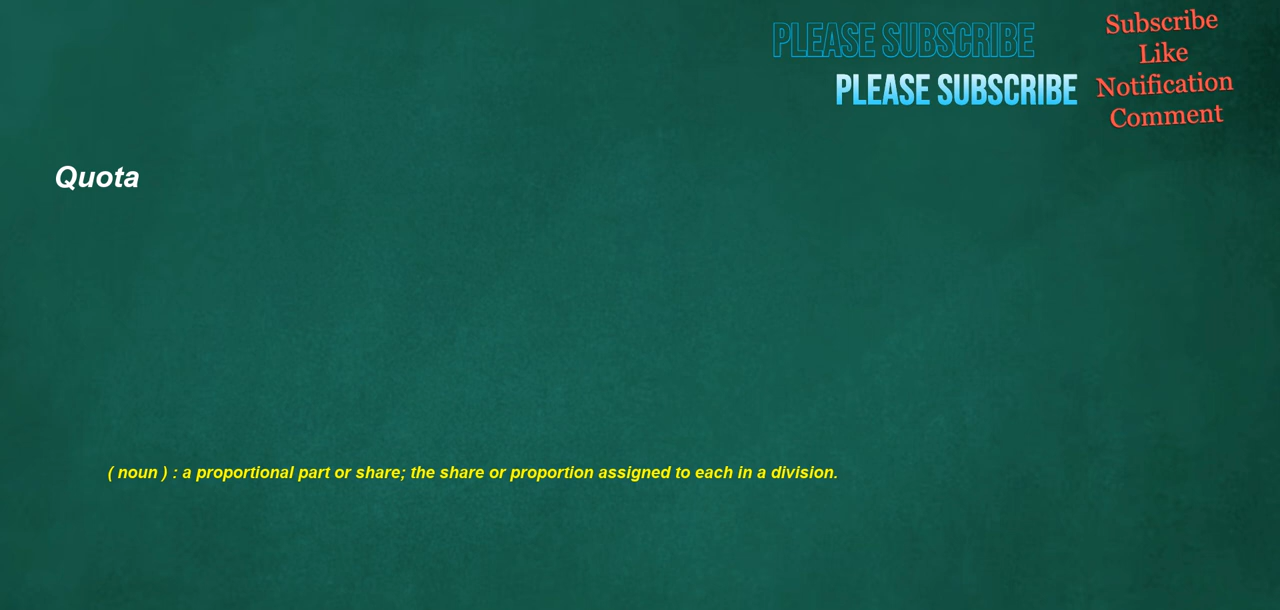 PLEASE SUBSCRIBE
PLEASE SUBSCRIBE
Subscribe
Like
Notification
Comment
Quota
( noun ) : a proportional part or share; the share or proportion assigned to each in a division.